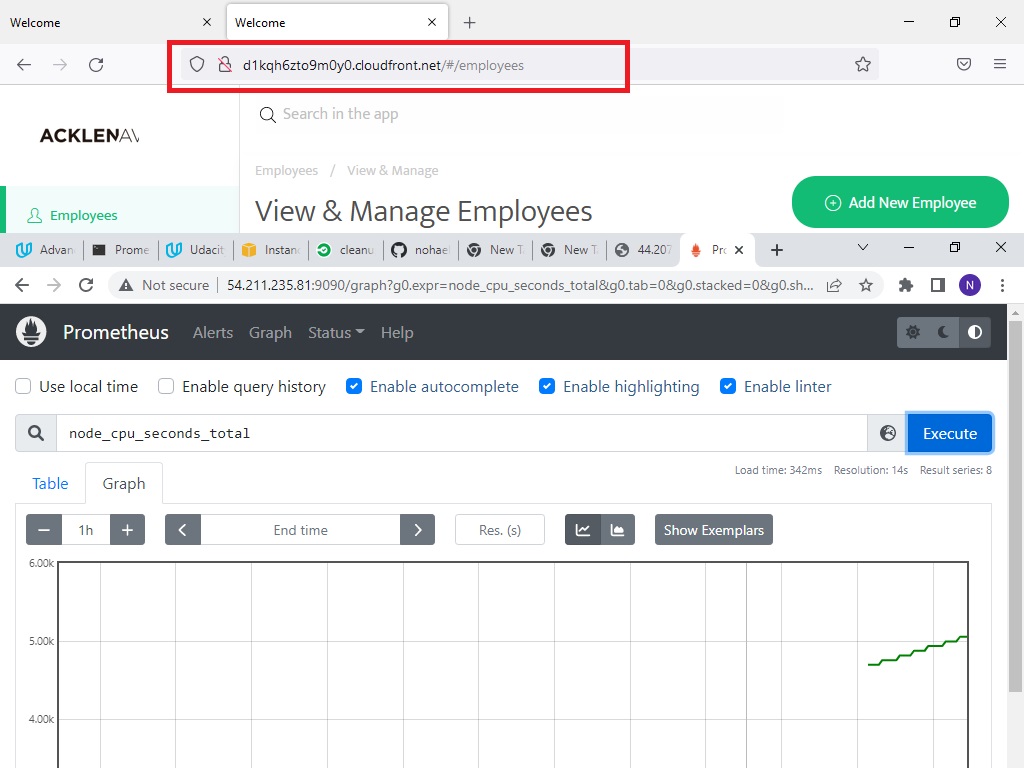 Welcome
Welcome
d1kqh6zto9m0y0.cloudfront.net/#/employees
ACKLENAV
Search in the app
Employees / View & Manage
View & Manage Employees
Add New Employee
Employees
Advan
Prome
Udacit
Instanc
cleanu
nohael
New T
New T
44.207
Pro
Not secure
54.211.235.81:9090/graph?g0.expr=node_cpu_seconds_total&g0.tab=0&g0.stacked=0&g0.sh...
N
Prometheus Alerts Graph Status Help
Use local time Enable query history Enable autocomplete Enable highlighting Enable linter
node_cpu_seconds_total
Execute
Load time: 342ms Resolution: 14s Result series: 8
Table Graph
1h
End time
Res. (s)
Show Exemplars
6.00k
5.00k
4.00k